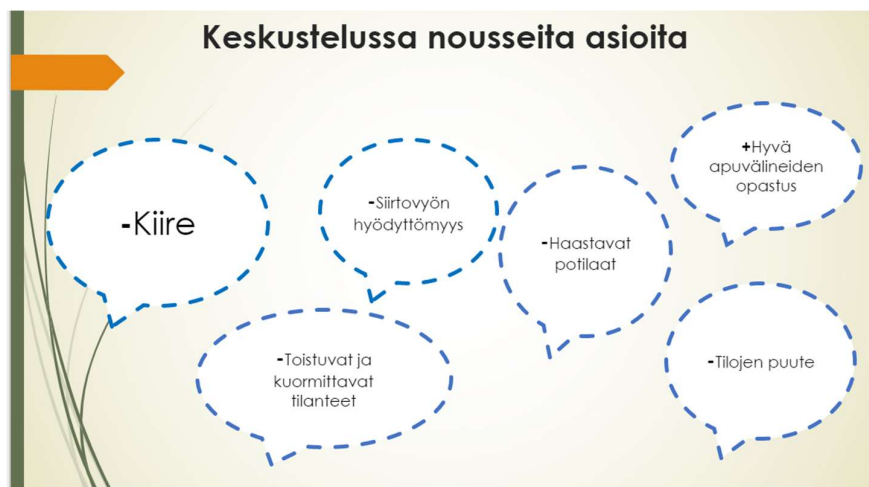 Keskustelussa nousseita asioita
-Kiire
-Siirtovyön
hyödyttömyys
-Haastavat
potilaat
+Hyvä
apuvälineiden
opastus
-Toistuvat ja
kuormittavat
tilanteet
-Tilojen puute